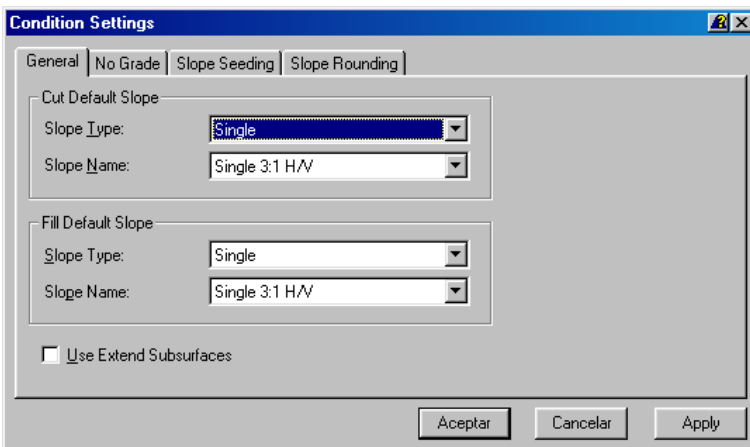 Condition Settings
General No Grade Slope Seeding Slope Rounding
Cut Default Slope
Slope Type: Single
Slope Name: Single 3:1 H/V
Fill Default Slope
Slope Type: Single
Slope Name: Single 3:1 H/V
Use Extend Subsurfaces
Aceptar Cancelar Apply